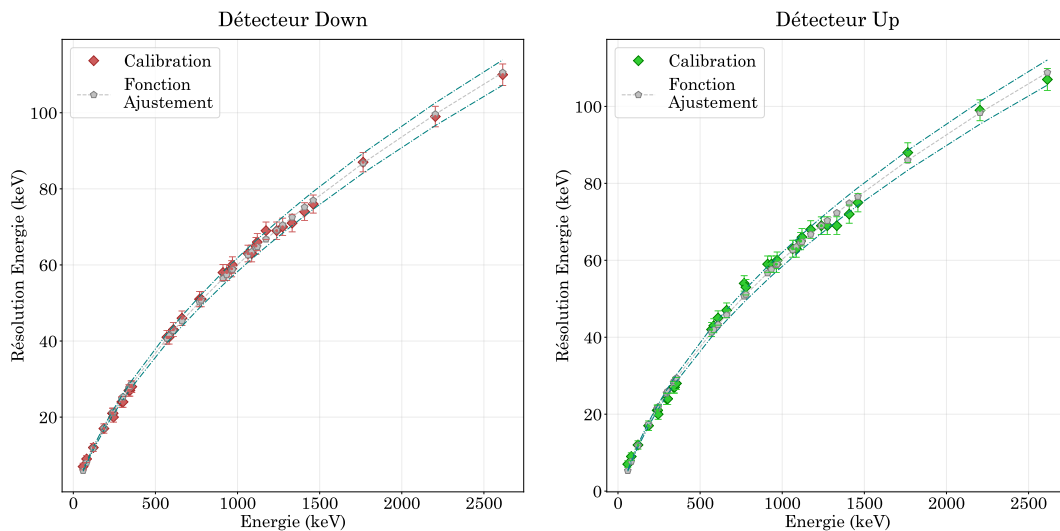 Détecteur Down
Calibration
Fonction
Ajustement
Résolution Energie (keV)
100
80
60
40
20
0
500
1000
1500
2000
2500
Energie (keV)
Détecteur Up
Calibration
Fonction
Ajustement
Résolution Energie (keV)
100
80
60
40
20
0
0
500
1000
1500
2000
2500
Energie (keV)